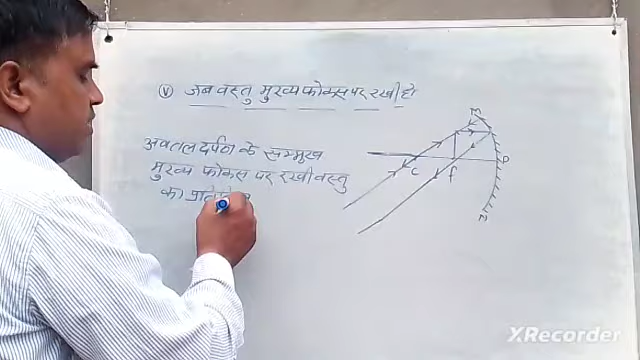 (v) जब वस्तु मुख्य फोकस पर रखी हो
अवतल दर्पण के सम्मुख
मुख्य फोकस पर रखी वस्तु
का
M
C
F
P
XRecorder